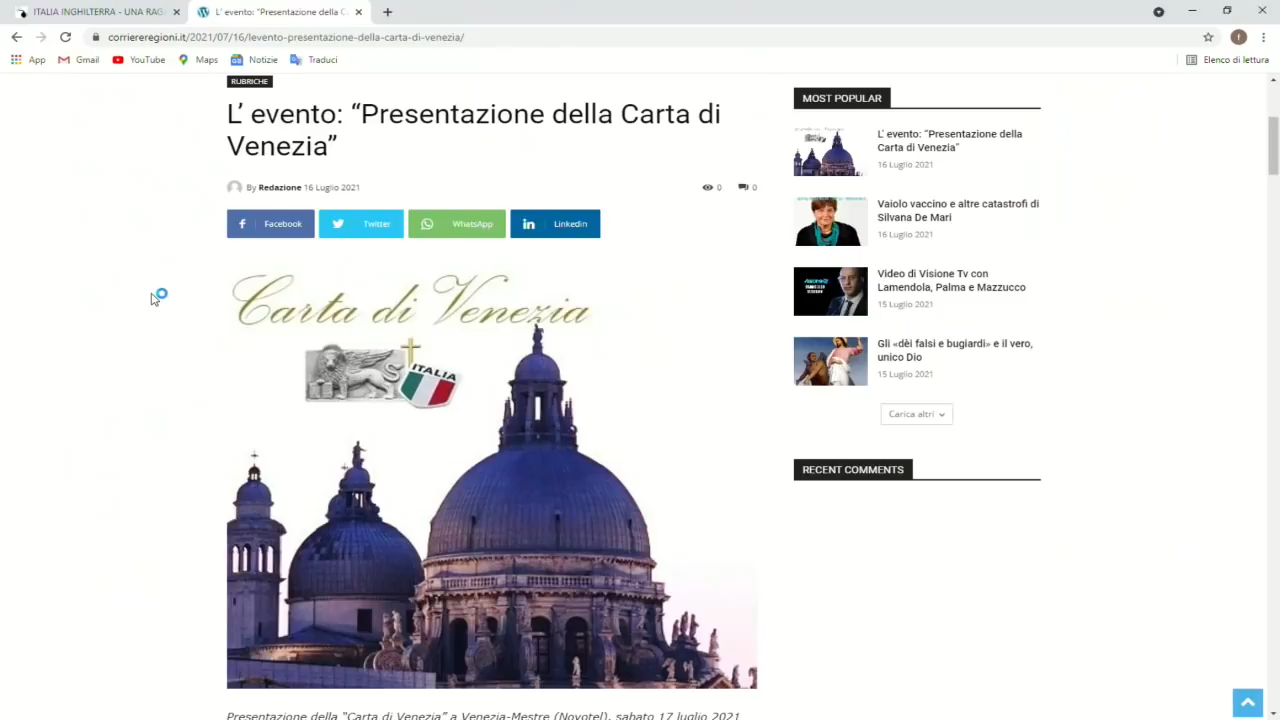 ITALIA INGHILTERRA - UNA RAG
L' evento: "Presentazione della C
corriereregioni.it/2021/07/16/levento-presentazione-della-carta-di-venezia/
f
App
Gmail
YouTube
Maps
Notizie
Traduci
Elenco di lettura
RUBRICHE
L’ evento: “Presentazione della Carta di
Venezia”
By Redazione 16 Luglio 2021
0
0
Facebook
Twitter
WhatsApp
Linkedin
Carta di Venezia
ITALIA
Presentazione della “Carta di Venezia” a Venezia-Mestre (Novotel), sabato 17 luglio 2021
MOST POPULAR
L’ evento: “Presentazione della
Carta di Venezia”
16 Luglio 2021
Vaiolo vaccino e altre catastrofi di
Silvana De Mari
16 Luglio 2021
Video di Visione Tv con
Lamendola, Palma e Mazzucco
15 Luglio 2021
Gli «dèi falsi e bugiardi» e il vero,
unico Dio
15 Luglio 2021
Carica altri
RECENT COMMENTS